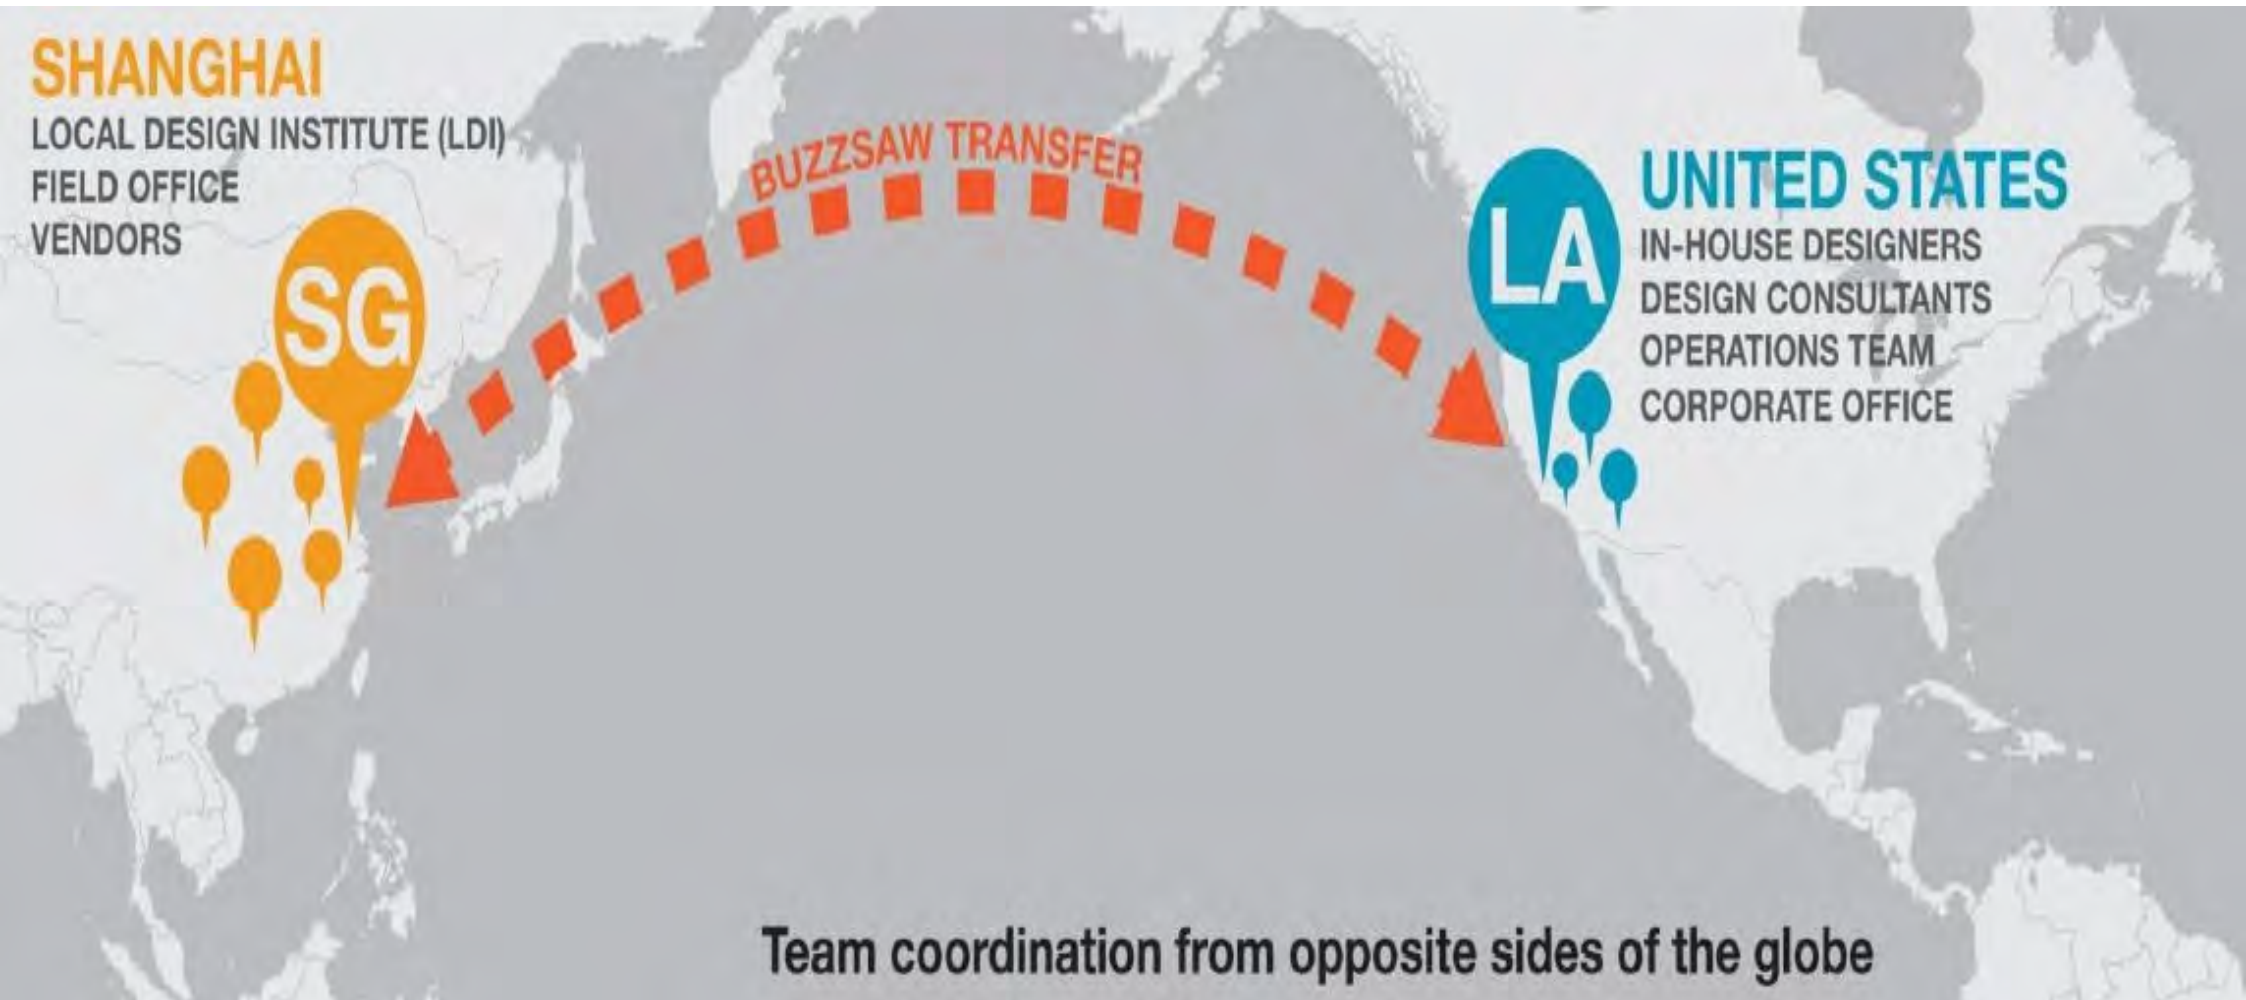 SHANGHAI
LOCAL DESIGN INSTITUTE (LDI)
FIELD OFFICE
VENDORS
SG
BUZZSAW TRANSFER
LA
UNITED STATES
IN-HOUSE DESIGNERS
DESIGN CONSULTANTS
OPERATIONS TEAM
CORPORATE OFFICE
Team coordination from opposite sides of the globe